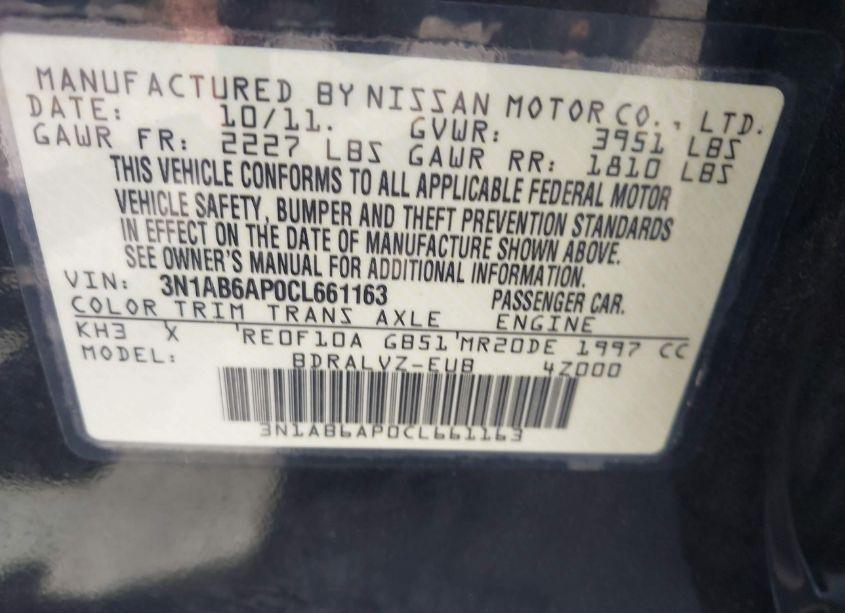 MANUFACTURED BY NISSAN MOTOR CO., LTD.
DATE: 10/11. GVWR: 3951 LBS
GAWR FR: 2227 LBS GAWR RR: 1810 LBS
THIS VEHICLE CONFORMS TO ALL APPLICABLE FEDERAL MOTOR
VEHICLE SAFETY, BUMPER AND THEFT PREVENTION STANDARDS
IN EFFECT ON THE DATE OF MANUFACTURE SHOWN ABOVE.
SEE OWNER'S MANUAL FOR ADDITIONAL INFORMATION.
VIN: 3N1AB6AP0CL661163 PASSENGER CAR.
COLOR TRIM TRANS AXLE ENGINE
KH3 X RE0F10A GB51 MR20DE 1997 CC
MODEL: BDRALVZ-EUB 4Z000
3N1AB6AP0CL661163